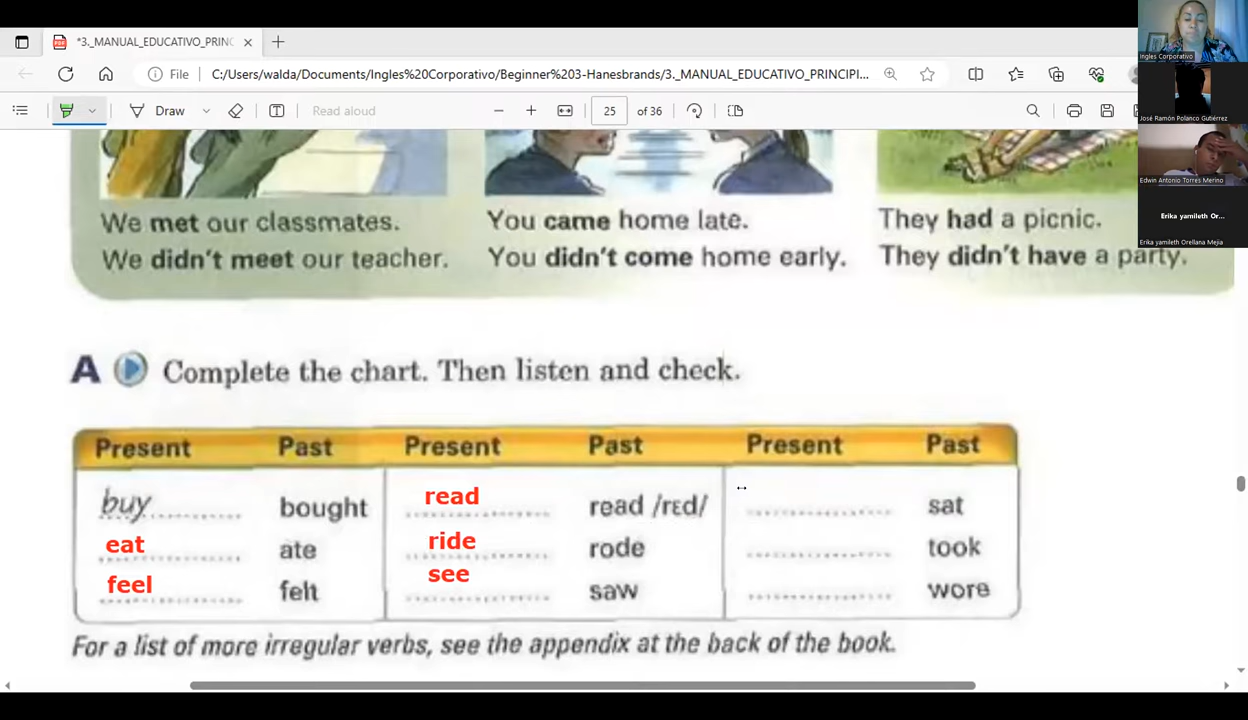 *3._MANUAL_EDUCATIVO_PRINC
File
C:/Users/walda/Documents/Ingles%20Corporativo/Beginner%203-Hanesbrands/3._MANUAL_EDUCATIVO_PRINCIPI...
Draw
Read aloud
25 of 36
Ingles Corporativo
José Ramón Polanco Gutiérrez
Edwin Antonio Torres Merino
Erika yamileth Or...
Erika yamileth Orellana Mejia
We met our classmates.
We didn't meet our teacher.
You came home late.
You didn't come home early.
They had a picnic.
They didn't have a party.
A Complete the chart. Then listen and check.
Present Past Present Past Present Past
buy bought read read /rɛd/ sat
eat ate ride rode took
feel felt see saw wore
For a list of more irregular verbs, see the appendix at the back of the book.